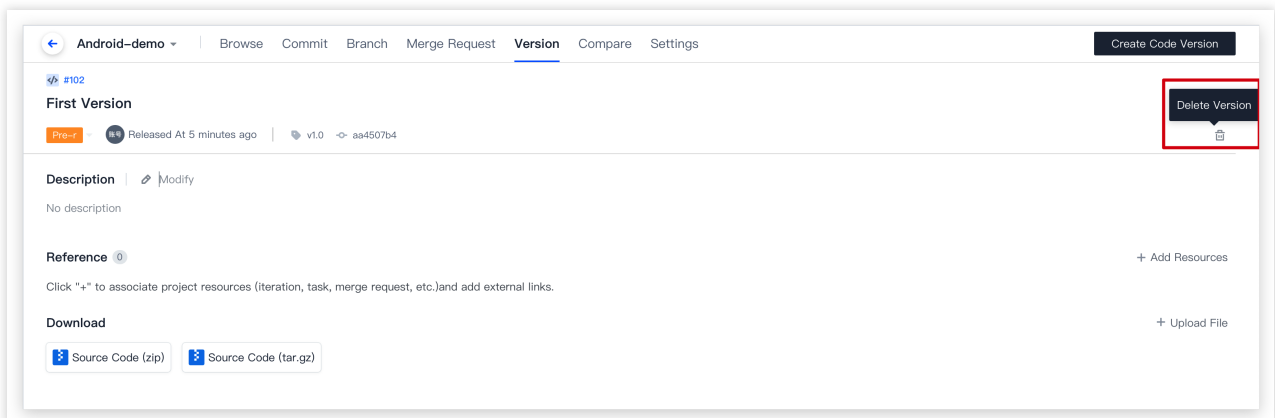 Android-demo Browse Commit Branch Merge Request Version Compare Settings Create Code Version
#102
First Version
Delete Version
Pre-r 账号 Released At 5 minutes ago v1.0 aa4507b4
Description Modify
No description
Reference 0 + Add Resources
Click "+" to associate project resources (iteration, task, merge request, etc.)and add external links.
Download + Upload File
Source Code (zip) Source Code (tar.gz)